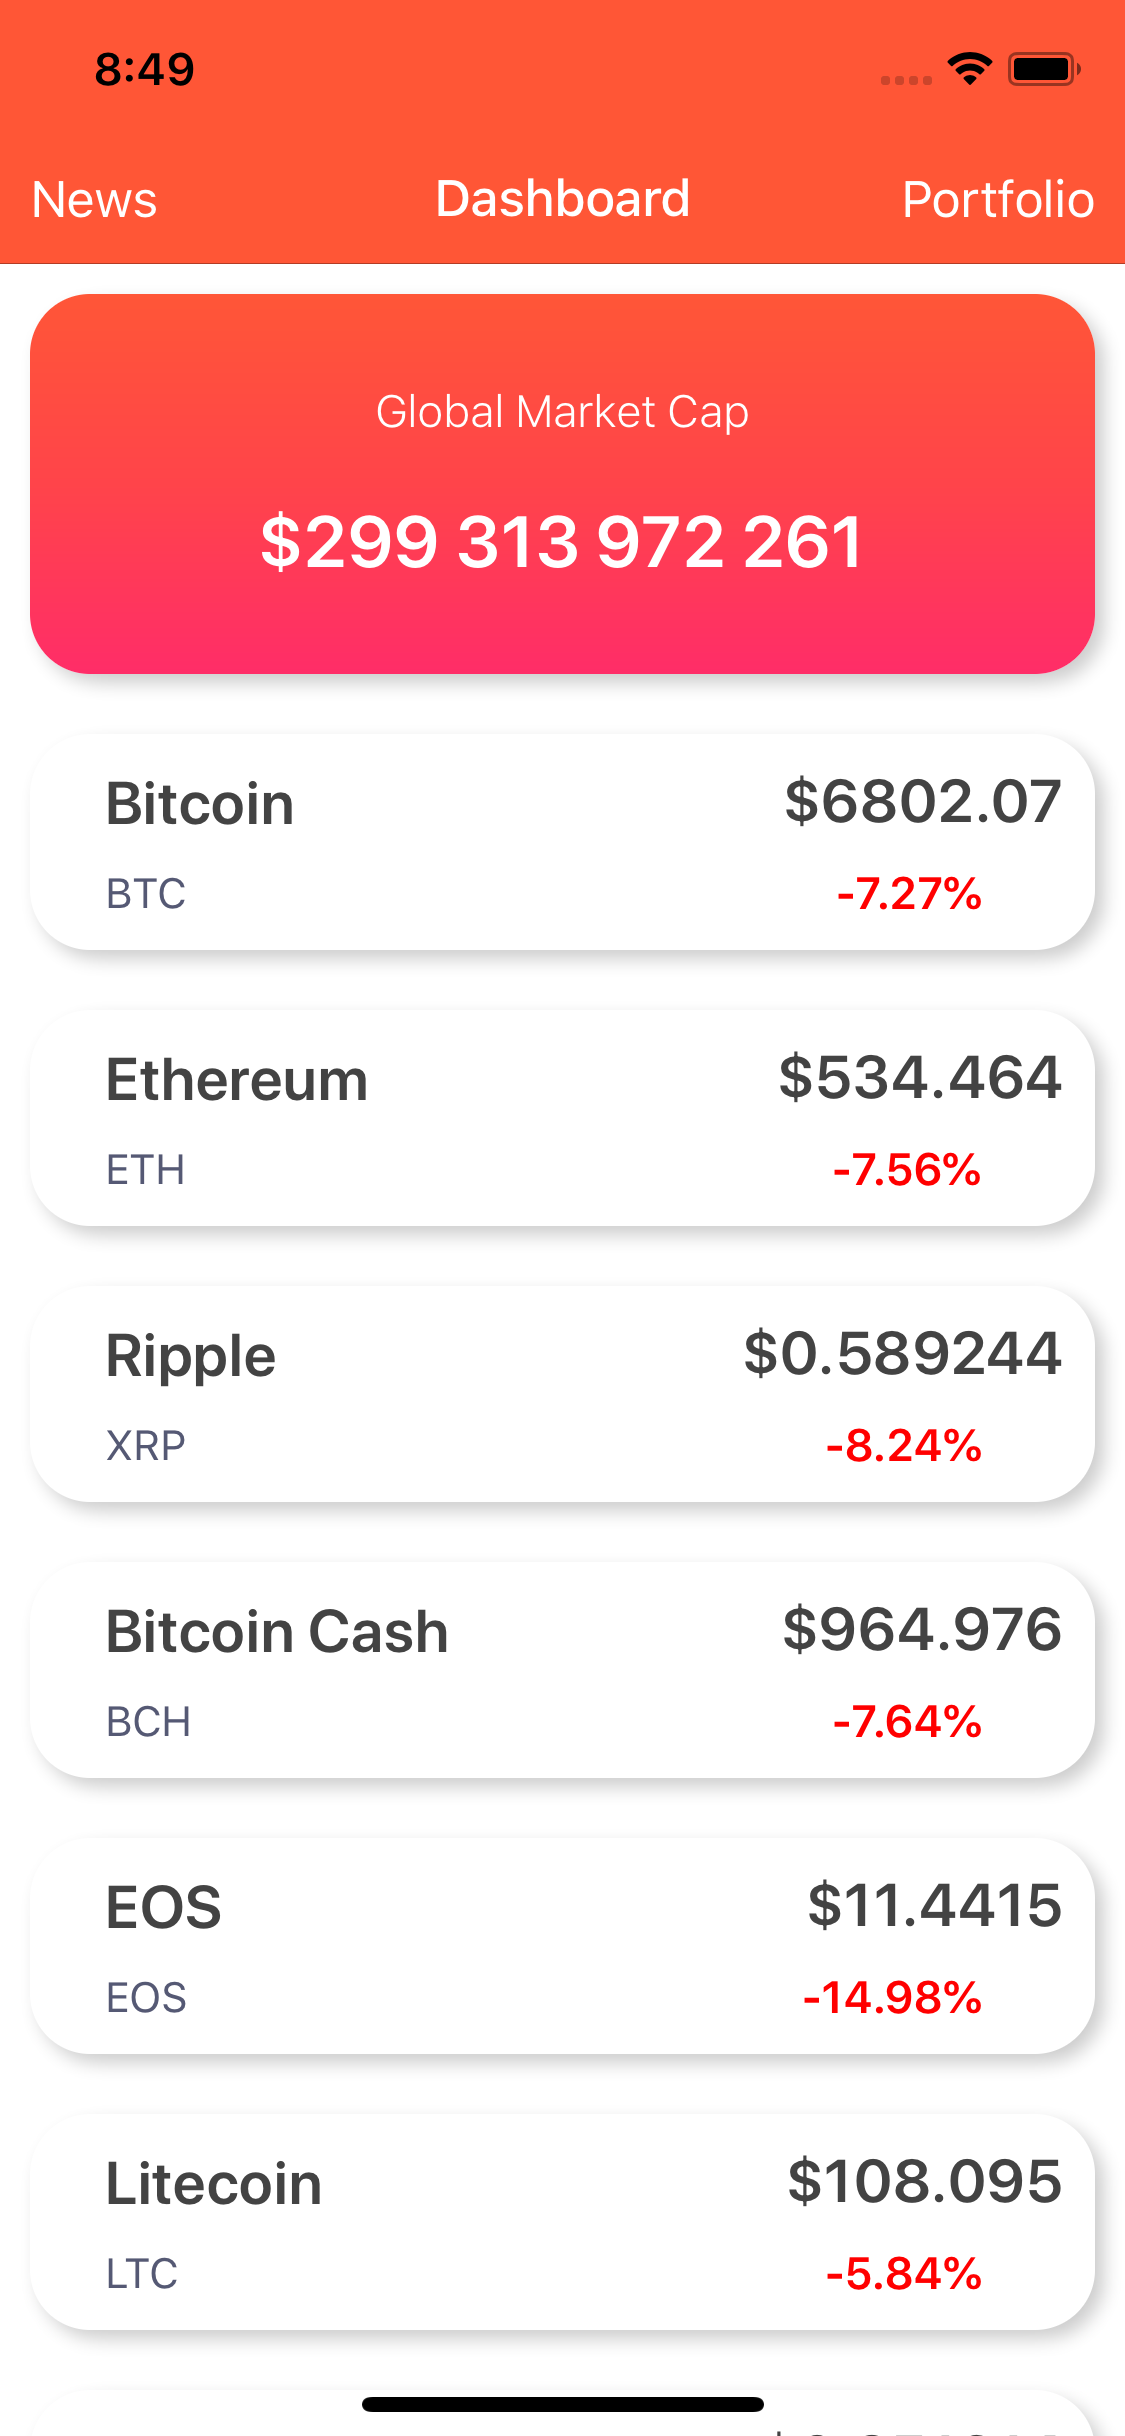 8:49
News Dashboard Portfolio
Global Market Cap
$299 313 972 261
Bitcoin $6802.07
BTC -7.27%
Ethereum $534.464
ETH -7.56%
Ripple $0.589244
XRP -8.24%
Bitcoin Cash $964.976
BCH -7.64%
EOS $11.4415
EOS -14.98%
Litecoin $108.095
LTC -5.84%